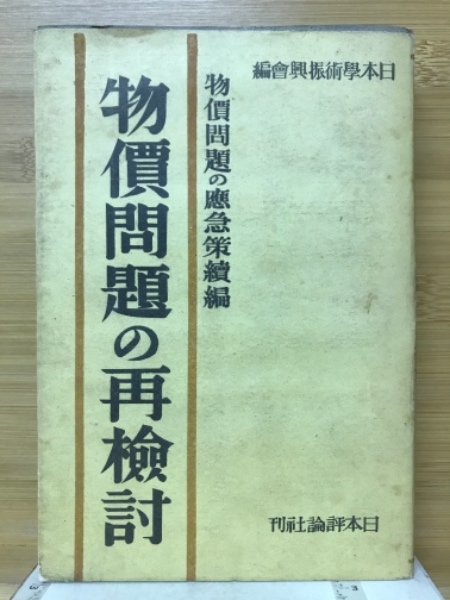 日本學術振興會編
物價問題の應急策續編
物價問題の再檢討
日本評論社刊